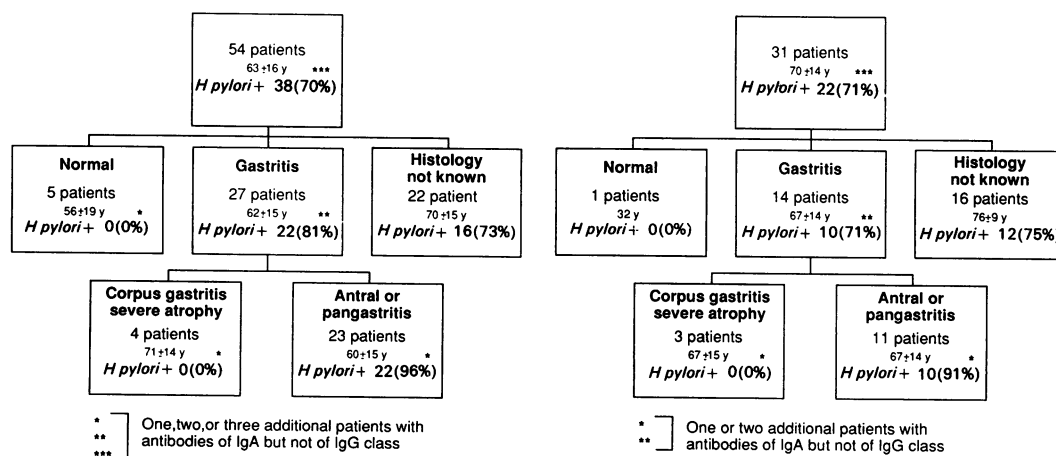 54 patients
63±16 y ***
H pylori + 38(70%)
Normal
5 patients
56±19 y *
H pylori + 0(0%)
Gastritis
27 patients
62±15 y **
H pylori + 22(81%)
Histology
not known
22 patient
70±15 y
H pylori + 16(73%)
Corpus gastritis
severe atrophy
4 patients
71±14 y *
H pylori + 0(0%)
Antral or
pangastritis
23 patients
60±15 y *
H pylori + 22(96%)
* One,two,or three additional patients with
** antibodies of IgA but not of IgG class
***
31 patients
70±14 y ***
H pylori + 22(71%)
Normal
1 patients
32 y
H pylori + 0(0%)
Gastritis
14 patients
67±14 y **
H pylori + 10(71%)
Histology
not known
16 patients
76±9 y
H pylori + 12(75%)
Corpus gastritis
severe atrophy
3 patients
67±15 y *
H pylori + 0(0%)
Antral or
pangastritis
11 patients
67±14 y *
H pylori + 10(91%)
* One or two additional patients with
** antibodies of IgA but not of IgG class